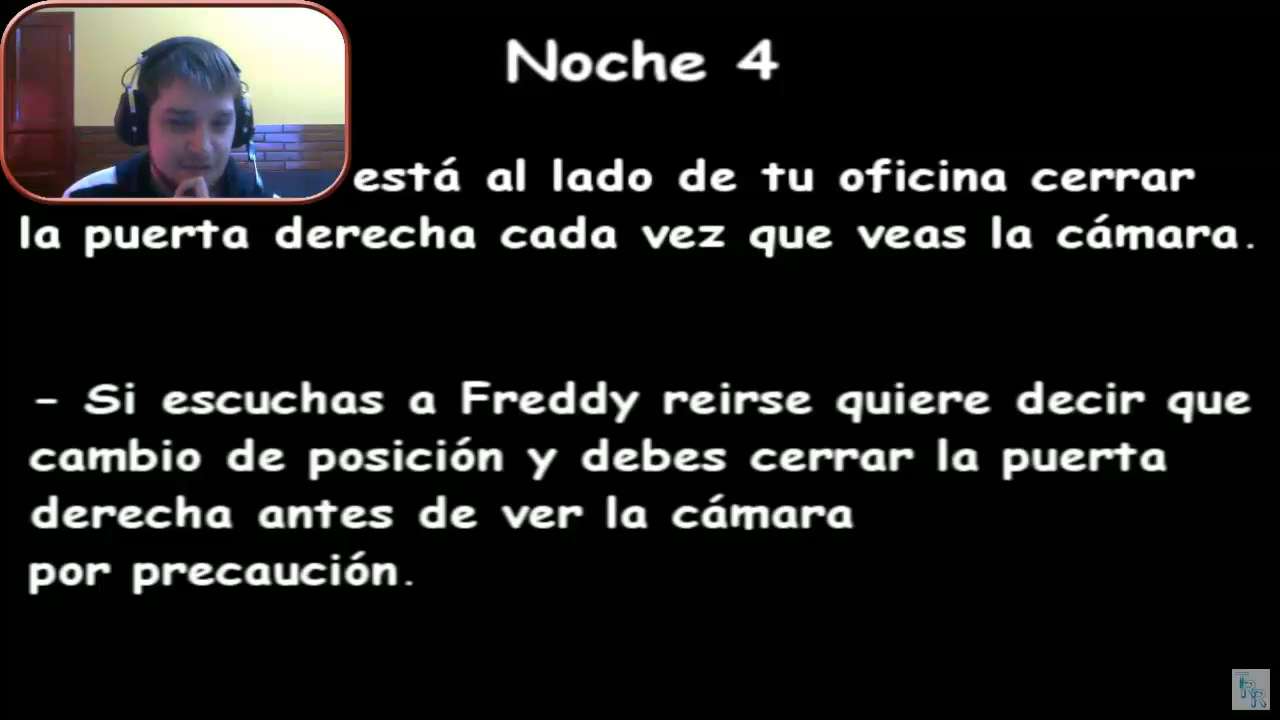 Noche 4
está al lado de tu oficina cerrar
la puerta derecha cada vez que veas la cámara.
- Si escuchas a Freddy reirse quiere decir que
cambio de posición y debes cerrar la puerta
derecha antes de ver la cámara
por precaución.